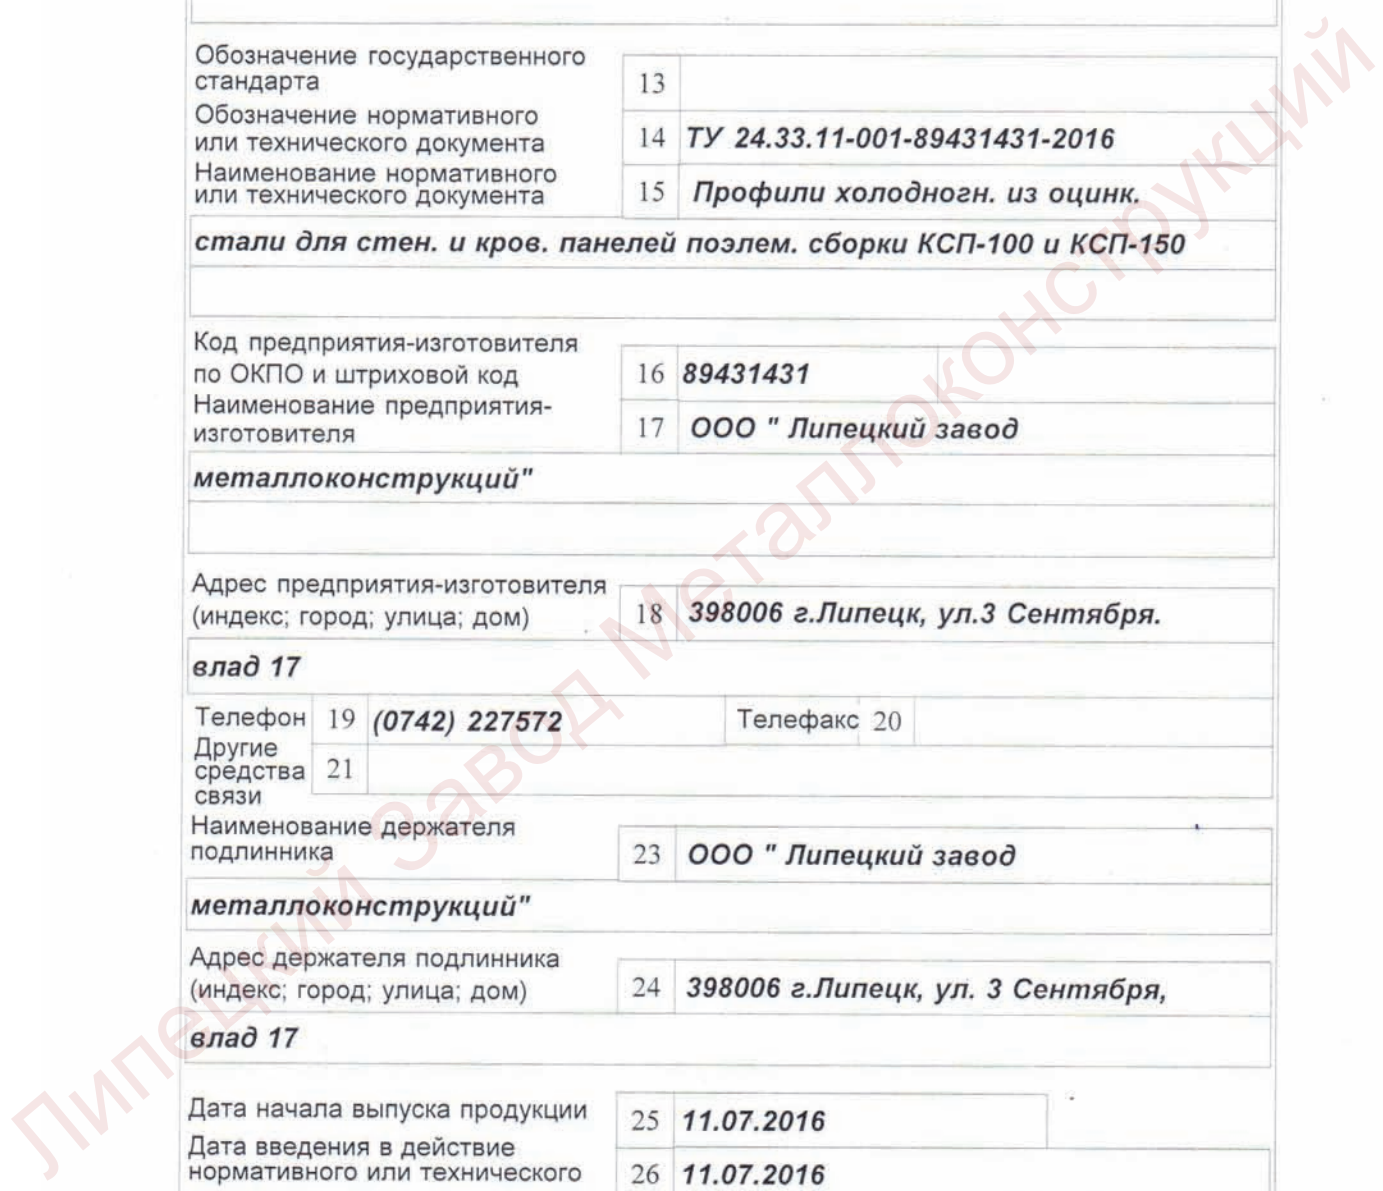 Обозначение государственного
стандарта 13
Обозначение нормативного
или технического документа 14 ТУ 24.33.11-001-89431431-2016
Наименование нормативного
или технического документа 15 Профили холодногн. из оцинк.
стали для стен. и кров. панелей поэлем. сборки КСП-100 и КСП-150
Код предприятия-изготовителя
по ОКПО и штриховой код 16 89431431
Наименование предприятия-
изготовителя 17 ООО " Липецкий завод
металлоконструкций"
Адрес предприятия-изготовителя
(индекс; город; улица; дом) 18 398006 г.Липецк, ул.3 Сентября.
влад 17
Телефон 19 (0742) 227572 Телефакс 20
Другие
средства 21
связи
Наименование держателя
подлинника 23 ООО " Липецкий завод
металлоконструкций"
Адрес держателя подлинника
(индекс; город; улица; дом) 24 398006 г.Липецк, ул. 3 Сентября,
влад 17
Дата начала выпуска продукции 25 11.07.2016
Дата введения в действие
нормативного или технического 26 11.07.2016
Липецкий Завод Металлоконструкций